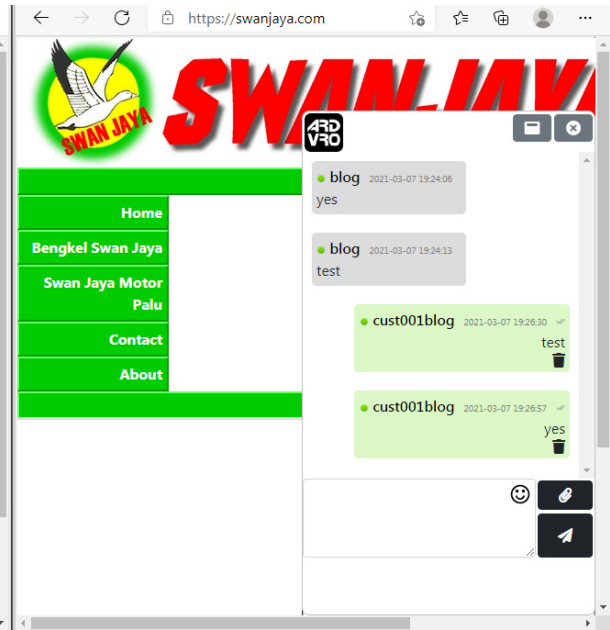 https://swanjaya.com
SWAN JAYA
SWAN-JAYA
ARD
VRO
Home
Bengkel Swan Jaya
Swan Jaya Motor
Palu
Contact
About
blog 2021-03-07 19:24:06
yes
blog 2021-03-07 19:24:13
test
cust001blog 2021-03-07 19:26:30
test
cust001blog 2021-03-07 19:26:57
yes